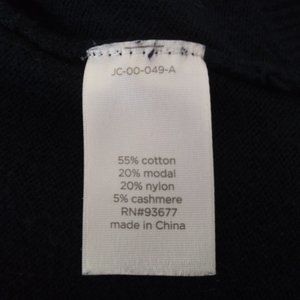 JC-00-049-A
55% cotton
20% modal
20% nylon
5% cashmere
RN#93677
made in China